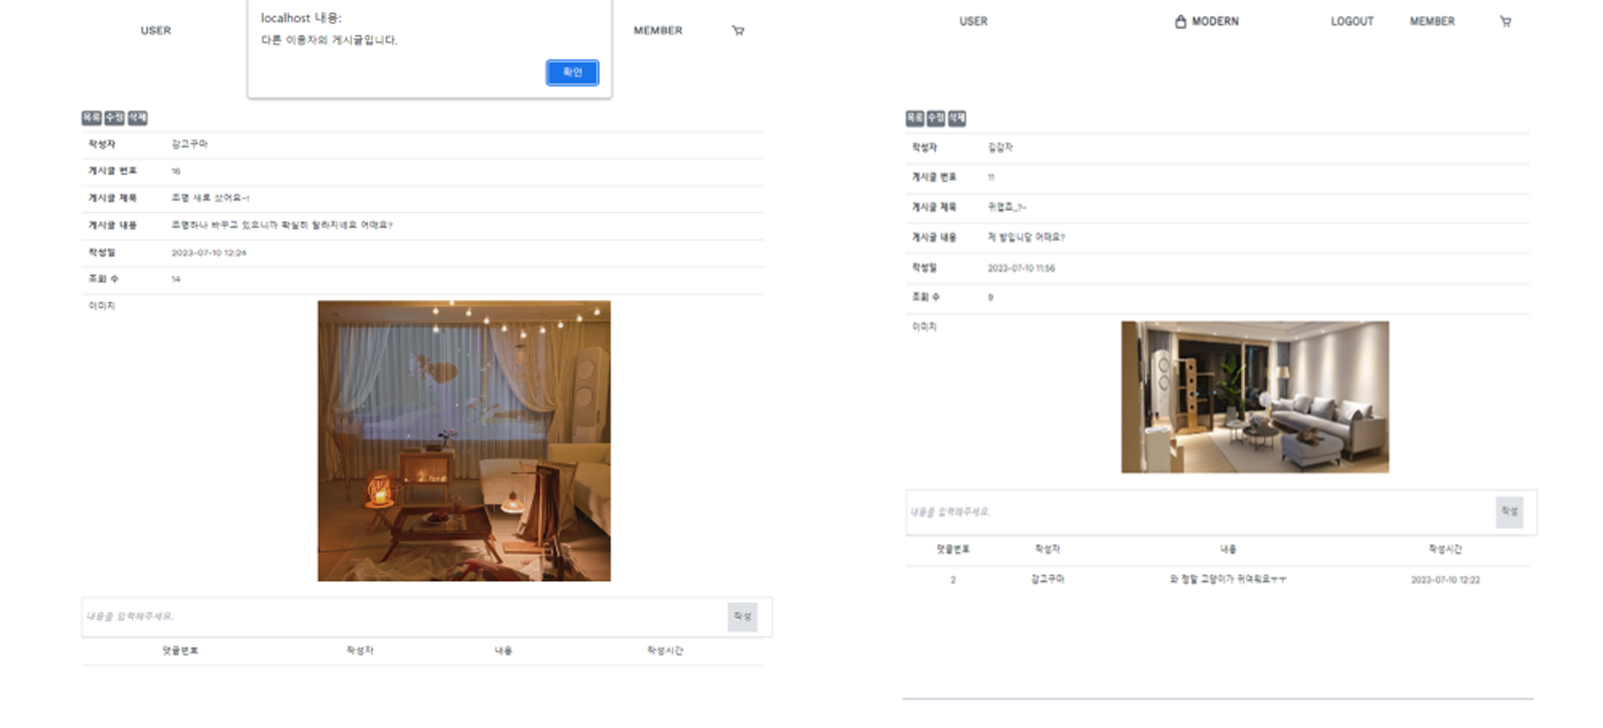 localhost 내용:
다른 이용자의 게시글입니다.
확인
USER
MEMBER
목록 수정 삭제
작성자 강고구마
게시글 번호 16
게시글 제목 조명 새로 샀어요~!
게시글 내용 조명하나 바꾸고 있으니까 확실히 달라지네요 어때요?
작성일 2023-07-10 12:24
조회 수 14
이미지
내용을 입력해주세요.
작성
댓글번호 작성자 내용 작성시간
USER MODERN LOGOUT MEMBER
목록 수정 삭제
작성자 김감자
게시글 번호 11
게시글 제목 귀엽죠,,?~
게시글 내용 제 방입니당 어때요?
작성일 2023-07-10 11:56
조회 수 9
이미지
내용을 입력해주세요.
작성
댓글번호 작성자 내용 작성시간
2 강고구마 와 정말 고양이가 귀여워요ㅜㅜ 2023-07-10 12:22